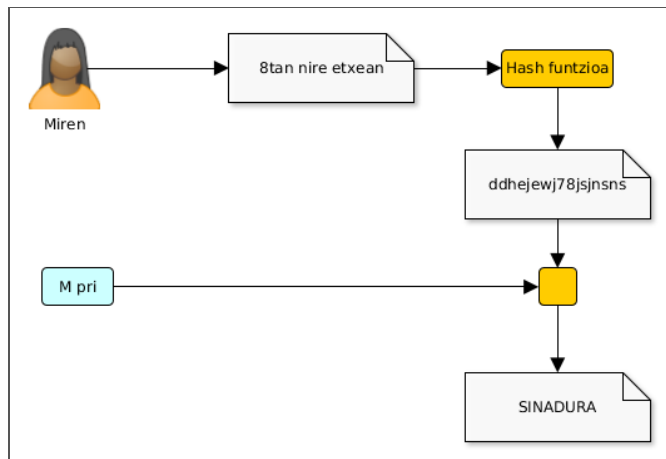 8tan nire etxean
Hash funtzioa
Miren
ddhejewj78jsjnsns
M pri
SINADURA